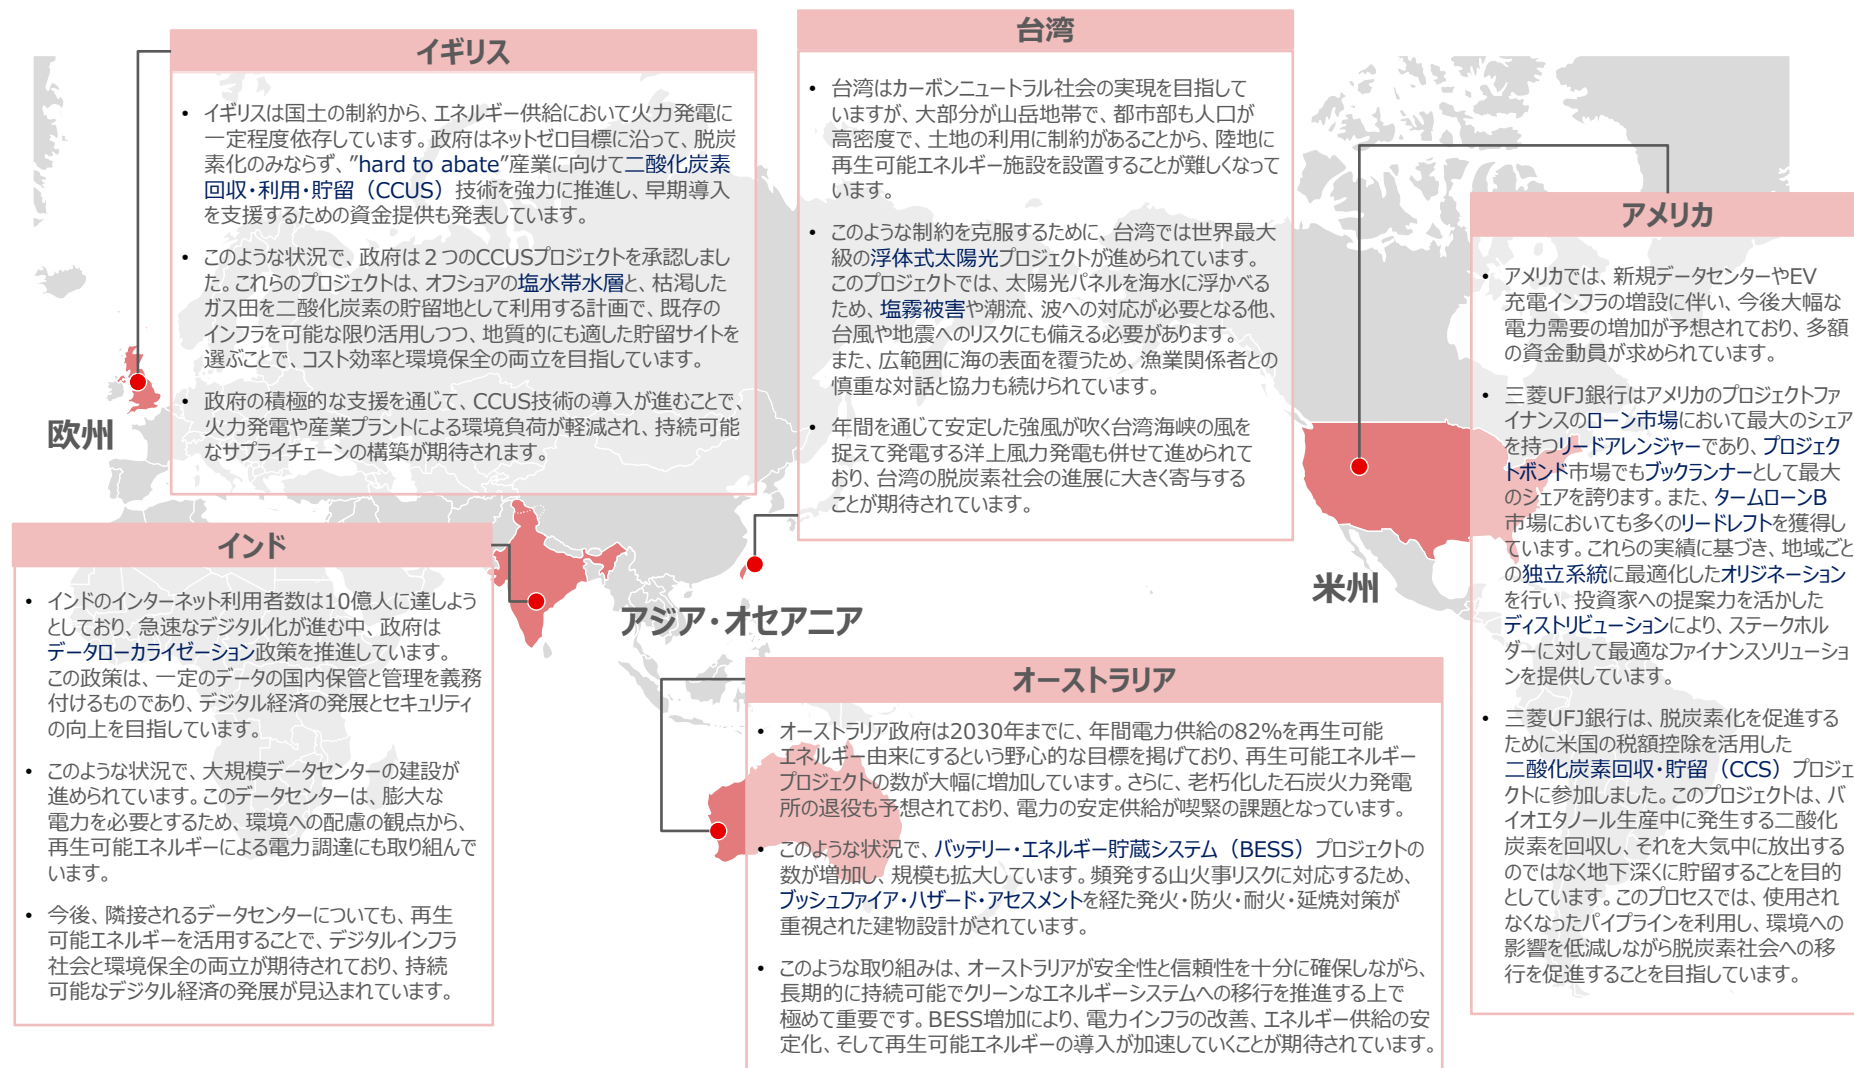 イギリス
• イギリスは国土の制約から、エネルギー供給において火力発電に
一定程度依存しています。政府はネットゼロ目標に沿って、脱炭
素化のみならず、”hard to abate”産業に向けて二酸化炭素
回収・利用・貯留（CCUS）技術を強力に推進し、早期導入
を支援するための資金提供も発表しています。
• このような状況で、政府は２つのCCUSプロジェクトを承認しまし
た。これらのプロジェクトは、オフショアの塩水帯水層と、枯渇した
ガス田を二酸化炭素の貯留地として利用する計画で、既存の
インフラを可能な限り活用しつつ、地質的にも適した貯留サイトを
選ぶことで、コスト効率と環境保全の両立を目指しています。
• 政府の積極的な支援を通じて、CCUS技術の導入が進むことで、
火力発電や産業プラントによる環境負荷が軽減され、持続可能
なサプライチェーンの構築が期待されます。
欧州
台湾
• 台湾はカーボンニュートラル社会の実現を目指して
いますが、大部分が山岳地帯で、都市部も人口が
高密度で、土地の利用に制約があることから、陸地に
再生可能エネルギー施設を設置することが難しくなって
います。
• このような制約を克服するために、台湾では世界最大
級の浮体式太陽光プロジェクトが進められています。
このプロジェクトでは、太陽光パネルを海水に浮かべる
ため、塩霧被害や潮流、波への対応が必要となる他、
台風や地震へのリスクにも備える必要があります。
また、広範囲に海の表面を覆うため、漁業関係者との
慎重な対話と協力も続けられています。
• 年間を通じて安定した強風が吹く台湾海峡の風を
捉えて発電する洋上風力発電も併せて進められて
おり、台湾の脱炭素社会の進展に大きく寄与する
ことが期待されています。
アメリカ
• アメリカでは、新規データセンターやEV
充電インフラの増設に伴い、今後大幅な
電力需要の増加が予想されており、多額
の資金動員が求められています。
• 三菱UFJ銀行はアメリカのプロジェクトファ
イナンスのローン市場において最大のシェア
を持つリードアレンジャーであり、プロジェク
トボンド市場でもブックランナーとして最大
のシェアを誇ります。また、タームローンB
市場においても多くのリードレフトを獲得し
ています。これらの実績に基づき、地域ごと
の独立系統に最適化したオリジネーション
を行い、投資家への提案力を活かした
ディストリビューションにより、ステークホル
ダーに対して最適なファイナンスソリューショ
ンを提供しています。
• 三菱UFJ銀行は、脱炭素化を促進する
ために米国の税額控除を活用した
二酸化炭素回収・貯留（CCS）プロジェ
クトに参加しました。このプロジェクトは、バ
イオエタノール生産中に発生する二酸化
炭素を回収し、それを大気中に放出する
のではなく地下深くに貯留することを目的
としています。このプロセスでは、使用され
なくなったパイプラインを利用し、環境への
影響を低減しながら脱炭素社会への移
行を促進することを目指しています。
米州
インド
• インドのインターネット利用者数は10億人に達しよう
としており、急速なデジタル化が進む中、政府は
データローカライゼーション政策を推進しています。
この政策は、一定のデータの国内保管と管理を義務
付けるものであり、デジタル経済の発展とセキュリティ
の向上を目指しています。
• このような状況で、大規模データセンターの建設が
進められています。このデータセンターは、膨大な
電力を必要とするため、環境への配慮の観点から、
再生可能エネルギーによる電力調達にも取り組んで
います。
• 今後、隣接されるデータセンターについても、再生
可能エネルギーを活用することで、デジタルインフラ
社会と環境保全の両立が期待されており、持続
可能なデジタル経済の発展が見込まれています。
アジア・オセアニア
オーストラリア
• オーストラリア政府は2030年までに、年間電力供給の82%を再生可能
エネルギー由来にするという野心的な目標を掲げており、再生可能エネルギー
プロジェクトの数が大幅に増加しています。さらに、老朽化した石炭火力発電
所の退役も予想されており、電力の安定供給が喫緊の課題となっています。
• このような状況で、バッテリー・エネルギー貯蔵システム（BESS）プロジェクトの
数が増加し、規模も拡大しています。頻発する山火事リスクに対応するため、
ブッシュファイア・ハザード・アセスメントを経た発火・防火・耐火・延焼対策が
重視された建物設計がされています。
• このような取り組みは、オーストラリアが安全性と信頼性を十分に確保しながら、
長期的に持続可能でクリーンなエネルギーシステムへの移行を推進する上で
極めて重要です。BESS増加により、電力インフラの改善、エネルギー供給の安
定化、そして再生可能エネルギーの導入が加速していくことが期待されています。